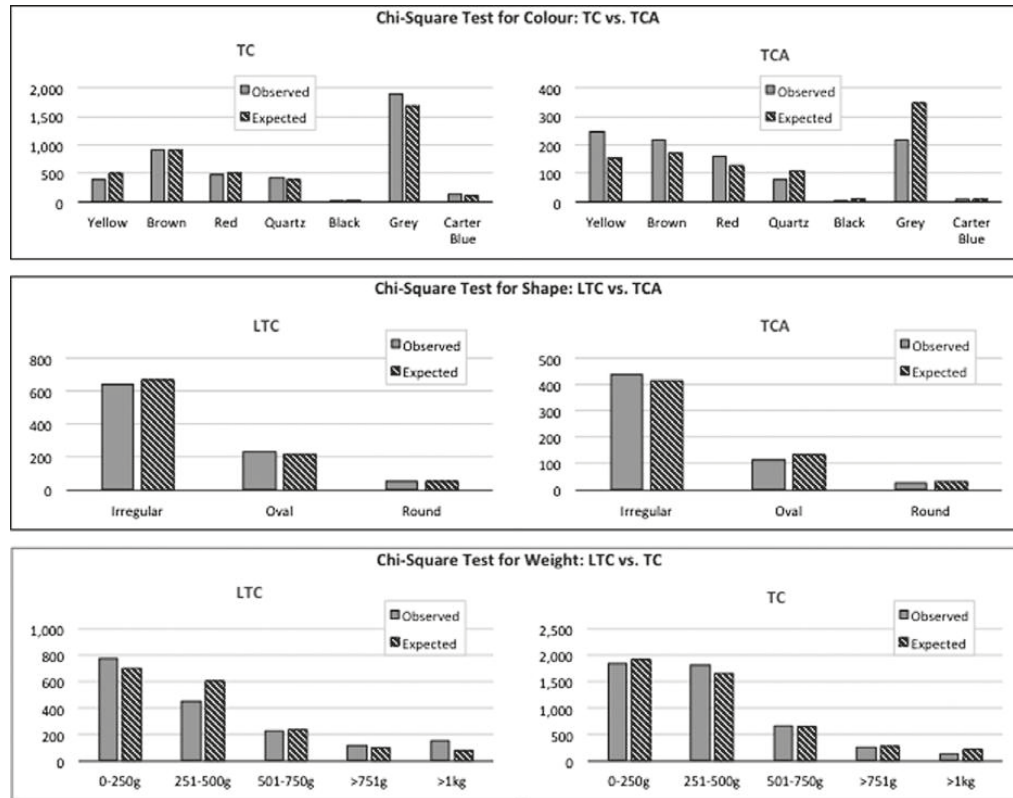 Chi-Square Test for Colour: TC vs. TCA
TC
2,000
1,500
1,000
500
0
Observed
Expected
Yellow Brown Red Quartz Black Grey Carter
Blue
TCA
400
300
200
100
0
Observed
Expected
Yellow Brown Red Quartz Black Grey Carter
Blue
Chi-Square Test for Shape: LTC vs. TCA
LTC
800
600
400
200
0
Observed
Expected
Irregular Oval Round
TCA
500
400
300
200
100
0
Observed
Expected
Irregular Oval Round
Chi-Square Test for Weight: LTC vs. TC
LTC
1,000
800
600
400
200
0
Observed
Expected
0-250g 251-500g 501-750g >751g >1kg
TC
2,500
2,000
1,500
1,000
500
0
Observed
Expected
0-250g 251-500g 501-750g >751g >1kg